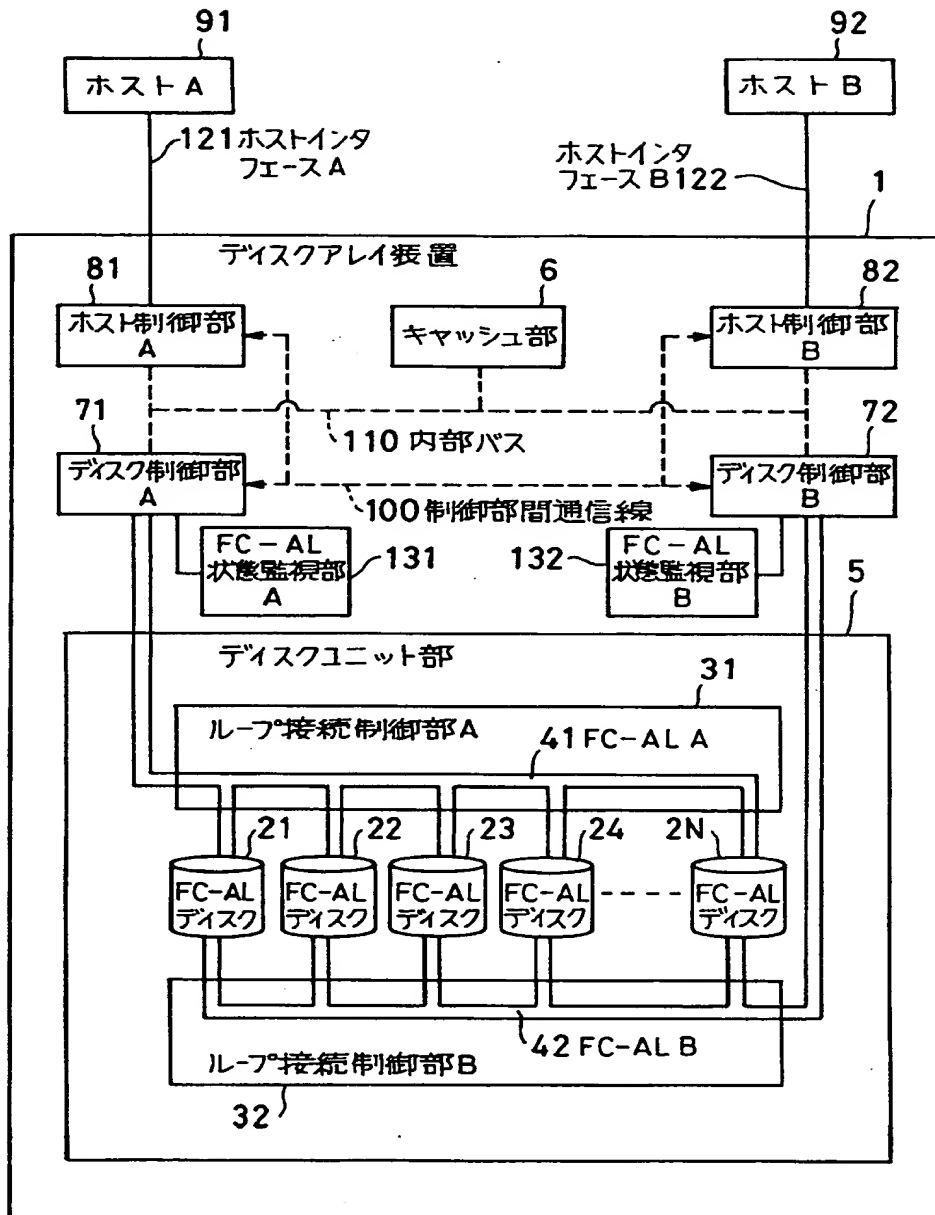 91
92
ホストA
ホストB
121 ホストインタ
フェースA
ホストインタ
フェースB 122
1
ディスクアレイ装置
81
6
82
ホスト制御部
A
キャッシュ部
ホスト制御部
B
71
110 内部バス
72
ディスク制御部
A
ディスク制御部
B
100 制御部間通信線
FC-AL
状態監視部
A
131
132
FC-AL
状態監視部
B
5
ディスクユニット部
31
ループ接続制御部A
41 FC-AL A
21
22
23
24
2N
FC-AL
ディスク
FC-AL
ディスク
FC-AL
ディスク
FC-AL
ディスク
FC-AL
ディスク
42 FC-AL B
ループ接続制御部B
32